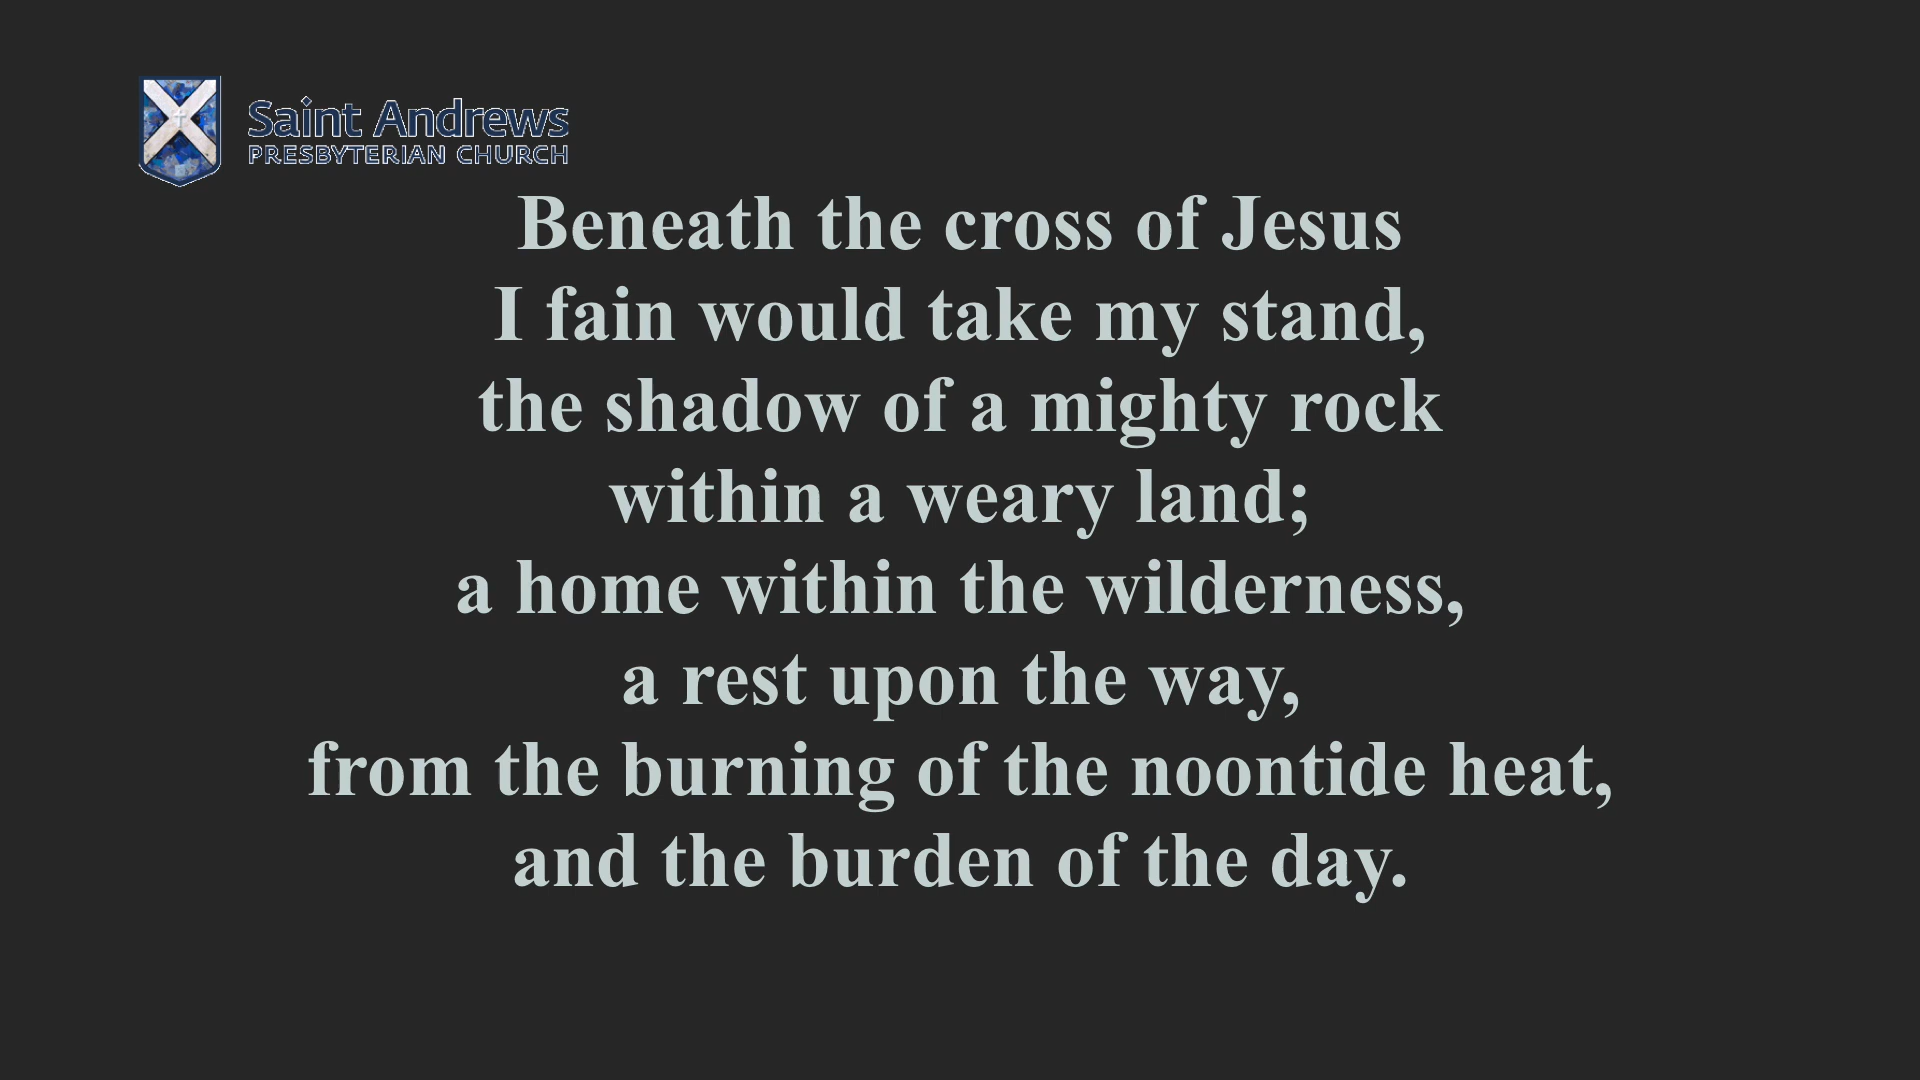 Saint Andrews
PRESBYTERIAN CHURCH
Beneath the cross of Jesus
I fain would take my stand,
the shadow of a mighty rock
within a weary land;
a home within the wilderness,
a rest upon the way,
from the burning of the noontide heat,
and the burden of the day.